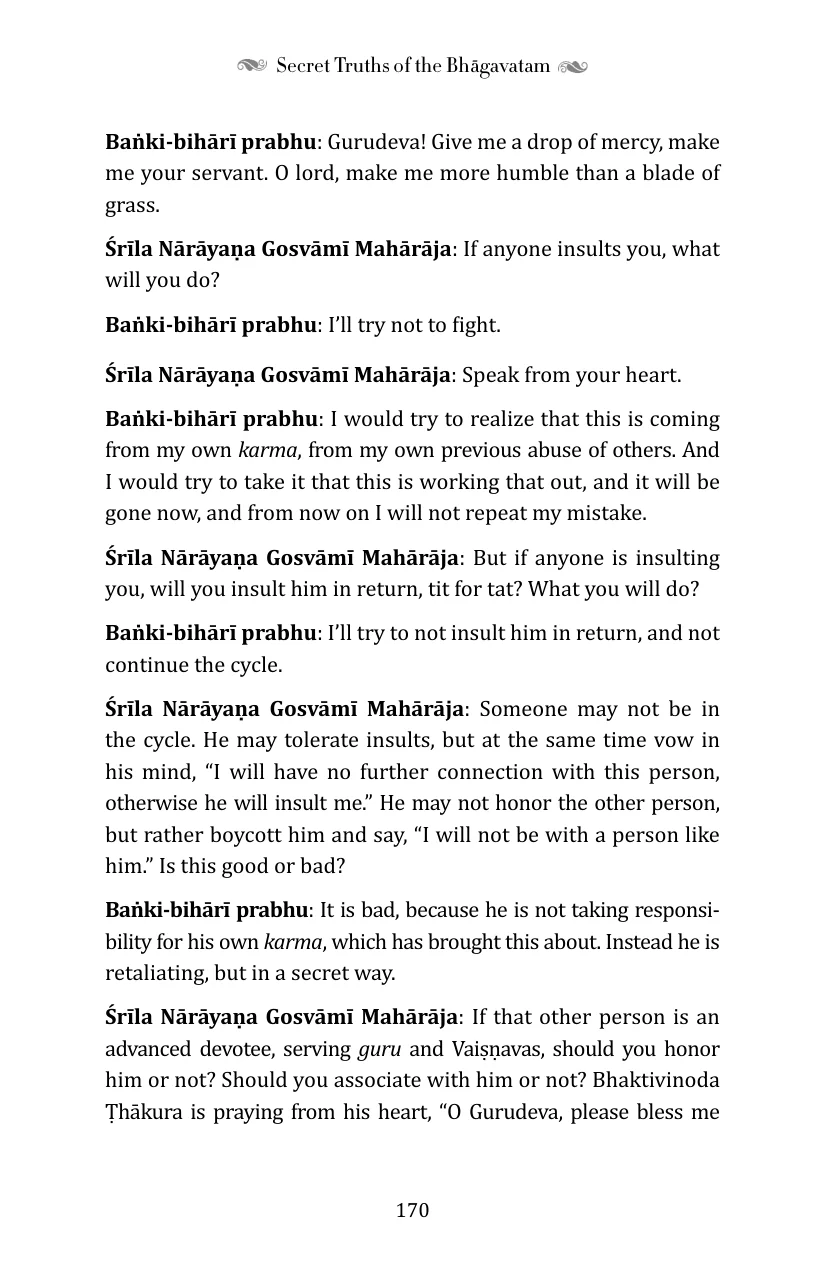 Secret Truths of the Bhāgavatam
Baṅki-bihārī prabhu: Gurudeva! Give me a drop of mercy, make
me your servant. O lord, make me more humble than a blade of
grass.
Śrīla Nārāyaṇa Gosvāmī Mahārāja: If anyone insults you, what
will you do?
Baṅki-bihārī prabhu: I’ll try not to fight.
Śrīla Nārāyaṇa Gosvāmī Mahārāja: Speak from your heart.
Baṅki-bihārī prabhu: I would try to realize that this is coming
from my own karma, from my own previous abuse of others. And
I would try to take it that this is working that out, and it will be
gone now, and from now on I will not repeat my mistake.
Śrīla Nārāyaṇa Gosvāmī Mahārāja: But if anyone is insulting
you, will you insult him in return, tit for tat? What you will do?
Baṅki-bihārī prabhu: I’ll try to not insult him in return, and not
continue the cycle.
Śrīla Nārāyaṇa Gosvāmī Mahārāja: Someone may not be in
the cycle. He may tolerate insults, but at the same time vow in
his mind, “I will have no further connection with this person,
otherwise he will insult me.” He may not honor the other person,
but rather boycott him and say, “I will not be with a person like
him.” Is this good or bad?
Baṅki-bihārī prabhu: It is bad, because he is not taking responsi-
bility for his own karma, which has brought this about. Instead he is
retaliating, but in a secret way.
Śrīla Nārāyaṇa Gosvāmī Mahārāja: If that other person is an
advanced devotee, serving guru and Vaiṣṇavas, should you honor
him or not? Should you associate with him or not? Bhaktivinoda
Ṭhākura is praying from his heart, “O Gurudeva, please bless me
170